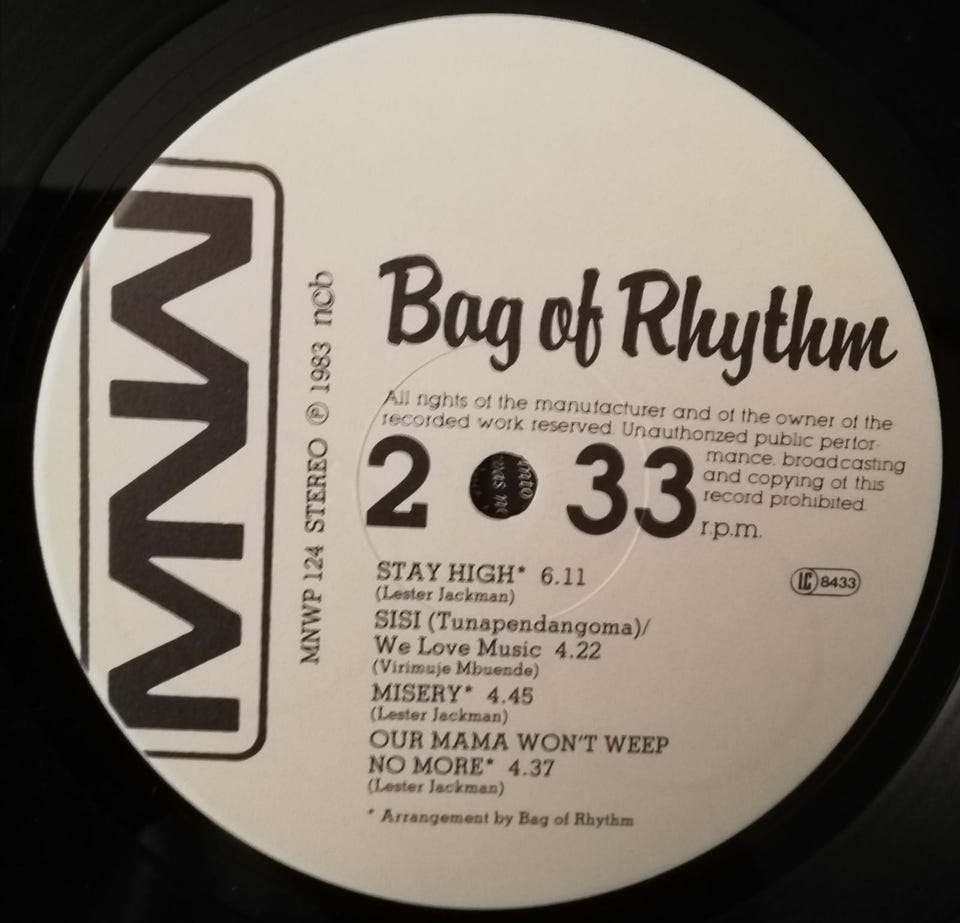 MNW
MNWP 124 STEREO Ⓟ 1983 ncb
Bag of Rhythm
All rights of the manufacturer and of the owner of the
recorded work reserved. Unauthorized public perfor-
mance, broadcasting
and copying of this
record prohibited
2
33
r.p.m.
LC 8433
STAY HIGH* 6.11
(Lester Jackman)
SISI (Tunapendangoma)/
We Love Music 4.22
(Virimuje Mbuende)
MISERY* 4.45
(Lester Jackman)
OUR MAMA WON'T WEEP
NO MORE* 4.37
(Lester Jackman)
* Arrangement by Bag of Rhythm